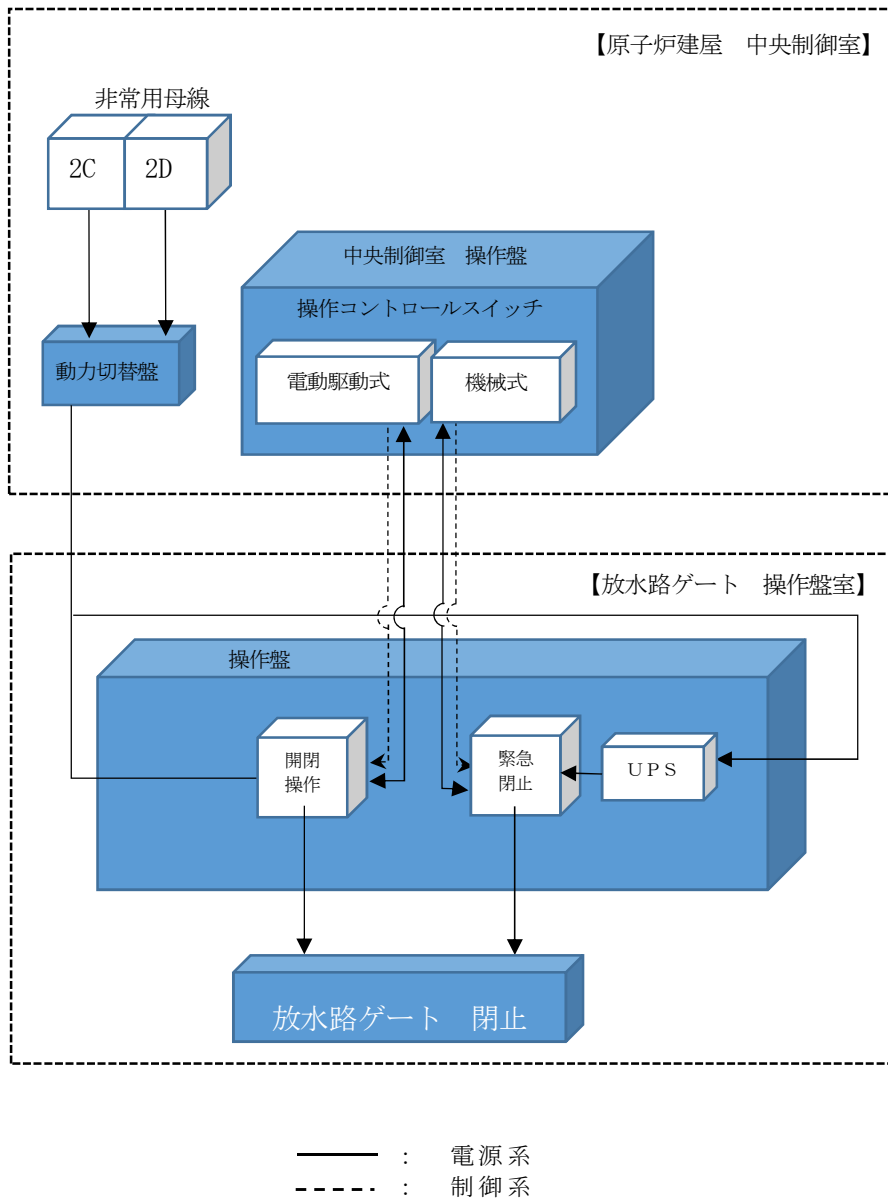 【原子炉建屋　中央制御室】
非常用母線
2C
2D
中央制御室　操作盤
操作コントロールスイッチ
動力切替盤
電動駆動式
機械式
【放水路ゲート　操作盤室】
操作盤
開閉
操作
緊急
閉止
ＵＰＳ
放水路ゲート　閉止
： 電源系
： 制御系